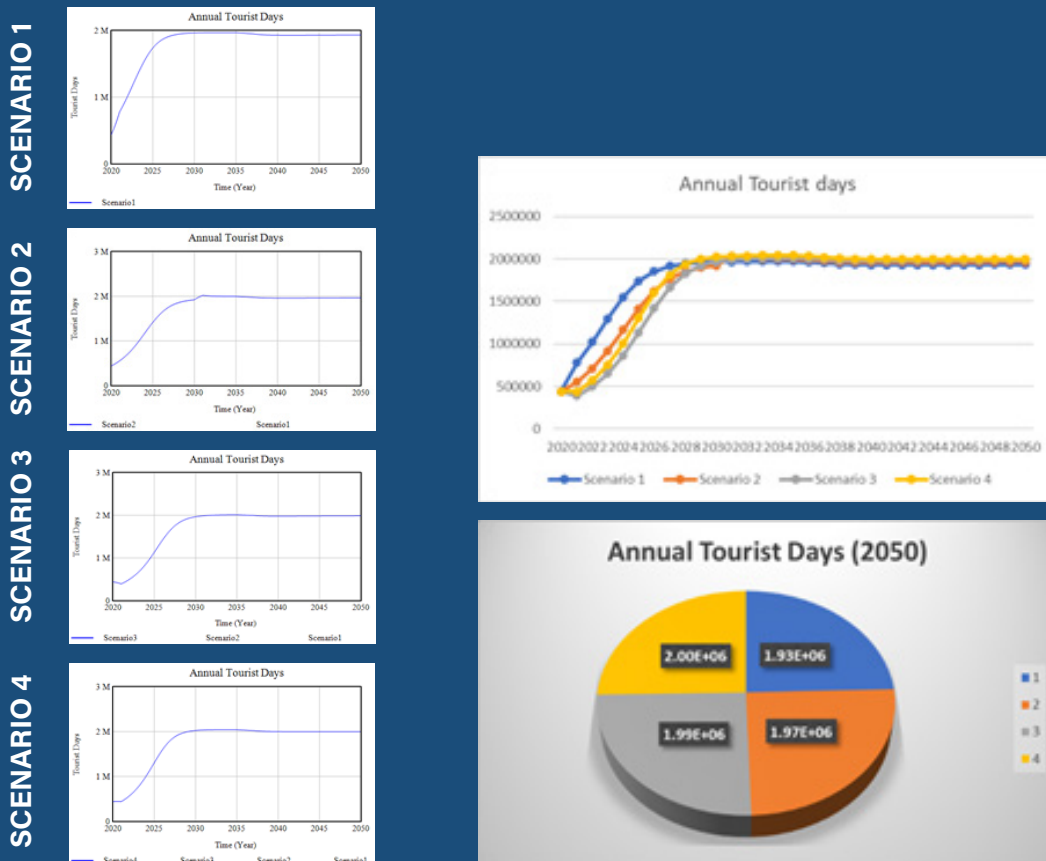 SCENARIO 1
Annual Tourist Days
2 M
1 M
0
Tourist Days
2020 2025 2030 2035 2040 2045 2050
Time (Year)
Scenario1
SCENARIO 2
Annual Tourist Days
3 M
2 M
1 M
0
Tourist Days
2020 2025 2030 2035 2040 2045 2050
Time (Year)
Scenario2 Scenario1
SCENARIO 3
Annual Tourist Days
3 M
2 M
1 M
0
Tourist Days
2020 2025 2030 2035 2040 2045 2050
Time (Year)
Scenario3 Scenario2 Scenario1
SCENARIO 4
Annual Tourist Days
3 M
2 M
1 M
0
Tourist Days
2020 2025 2030 2035 2040 2045 2050
Time (Year)
Scenario4 Scenario3 Scenario2 Scenario1
Annual Tourist days
2500000
2000000
1500000
1000000
500000
0
2020202220242026202820302032203420362038204020422044204620482050
Scenario 1 Scenario 2 Scenario 3 Scenario 4
Annual Tourist Days (2050)
2.00E+06 1.93E+06
1.99E+06 1.97E+06
1
2
3
4